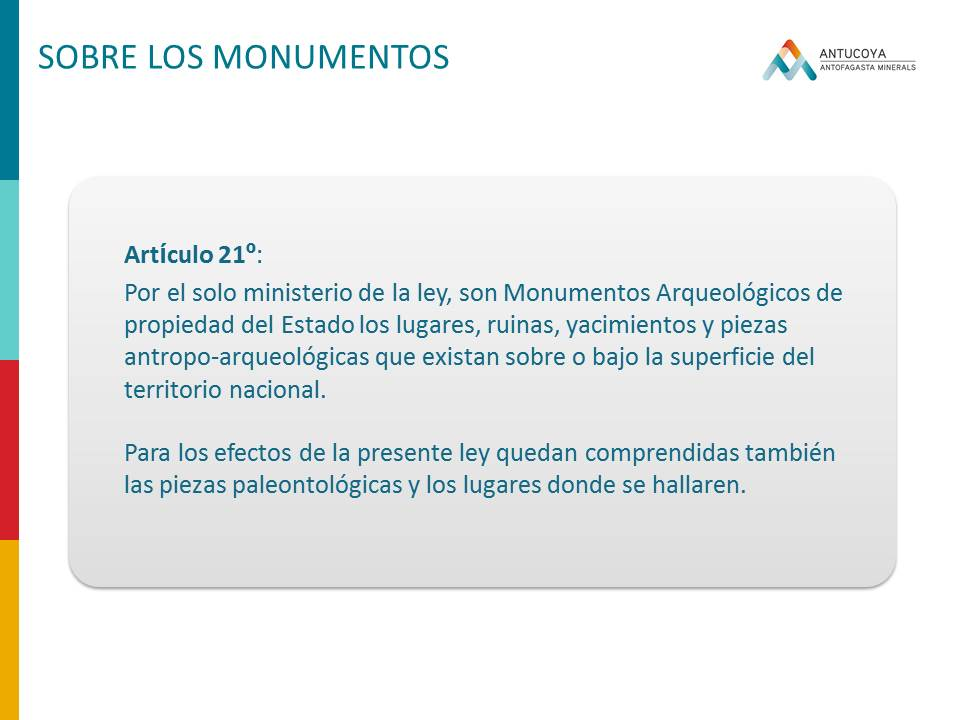 SOBRE LOS MONUMENTOS
ANTUCOYA
ANTOFAGASTA MINERALS
Artículo 21º:
Por el solo ministerio de la ley, son Monumentos Arqueológicos de
propiedad del Estado los lugares, ruinas, yacimientos y piezas
antropo-arqueológicas que existan sobre o bajo la superficie del
territorio nacional.
Para los efectos de la presente ley quedan comprendidas también
las piezas paleontológicas y los lugares donde se hallaren.